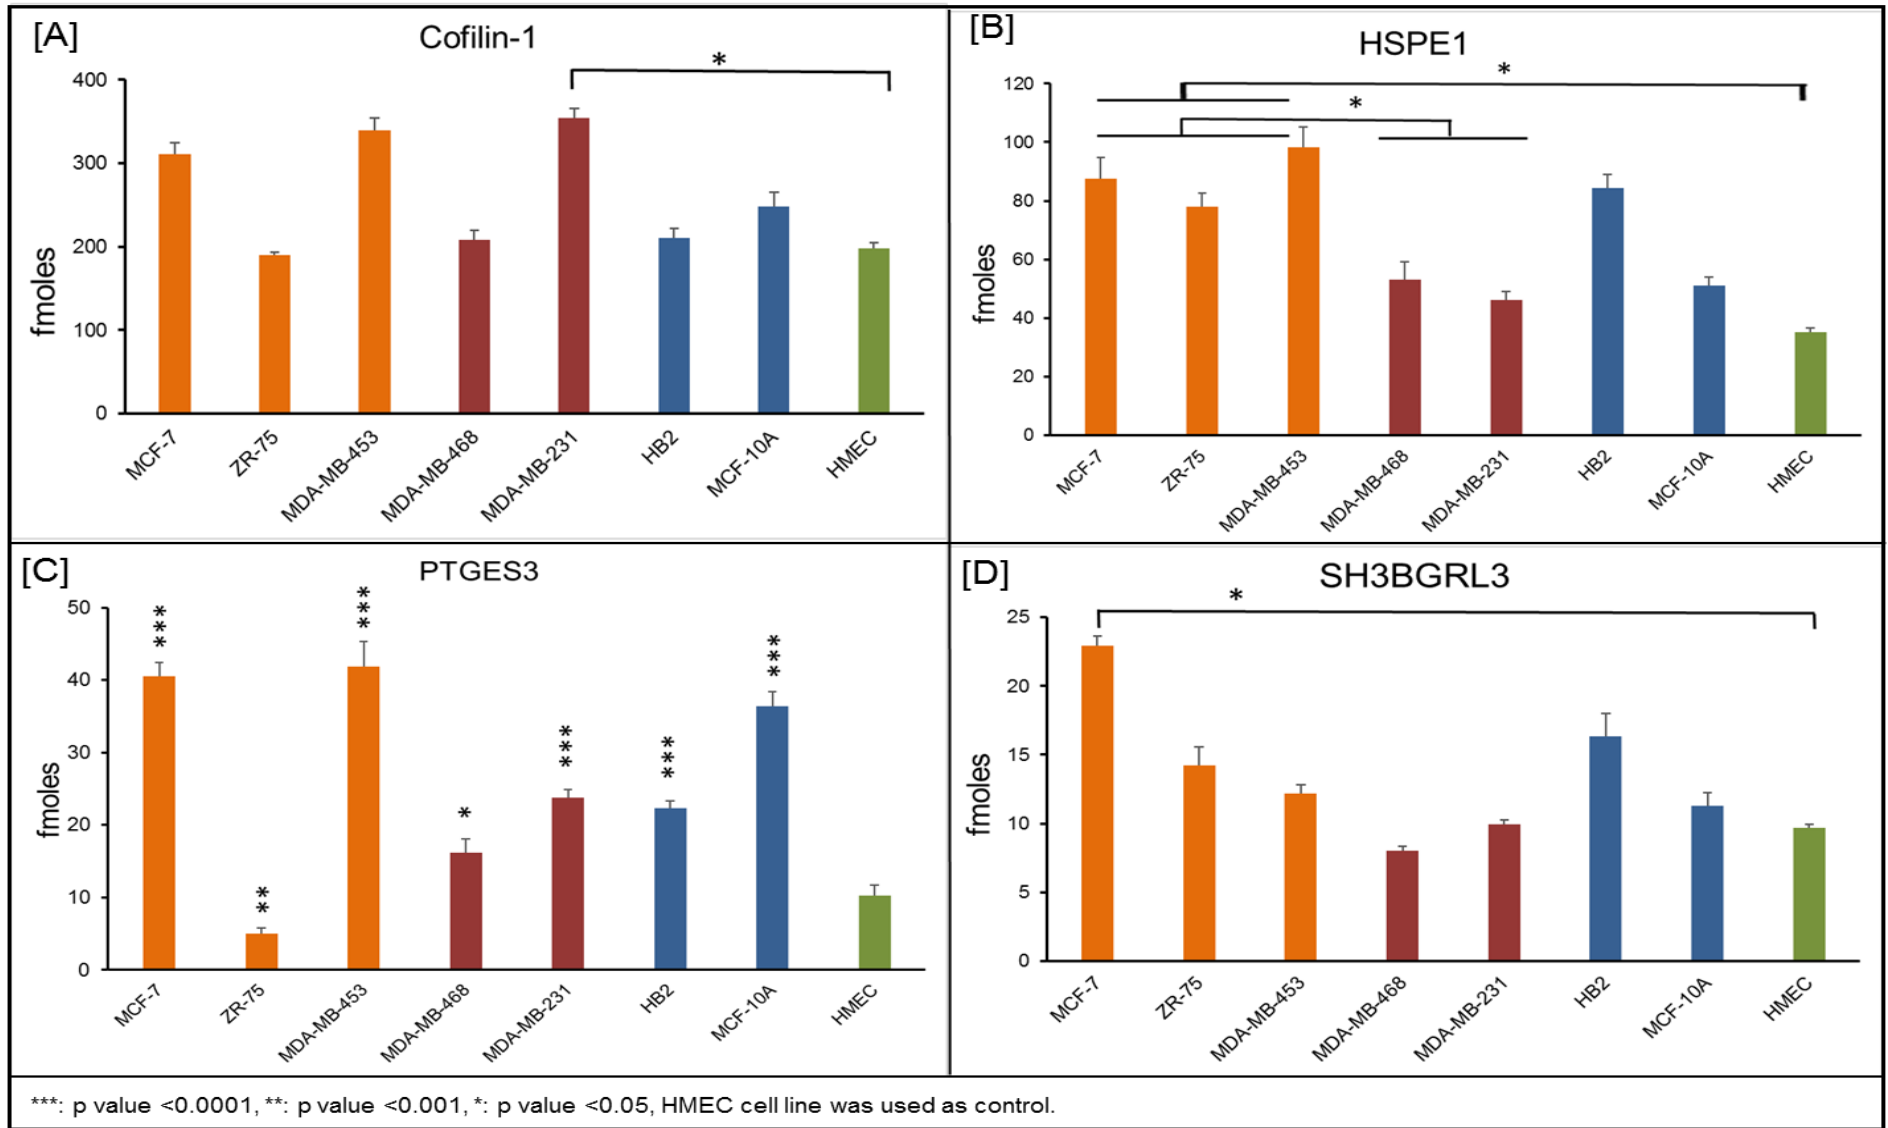 [A]
Cofilin-1
*
400
300
200
100
0
fmoles
MCF-7
ZR-75
MDA-MB-453
MDA-MB-468
MDA-MB-231
HB2
MCF-10A
HMEC
[B]
HSPE1
*
*
120
100
80
60
40
20
0
fmoles
MCF-7
ZR-75
MDA-MB-453
MDA-MB-468
MDA-MB-231
HB2
MCF-10A
HMEC
[C]
PTGES3
50
40
30
20
10
0
fmoles
***
**
***
*
***
***
***
MCF-7
ZR-75
MDA-MB-453
MDA-MB-468
MDA-MB-231
HB2
MCF-10A
HMEC
[D]
SH3BGRL3
*
25
20
15
10
5
0
fmoles
MCF-7
ZR-75
MDA-MB-453
MDA-MB-468
MDA-MB-231
HB2
MCF-10A
HMEC
***: p value <0.0001, **: p value <0.001, *: p value <0.05, HMEC cell line was used as control.